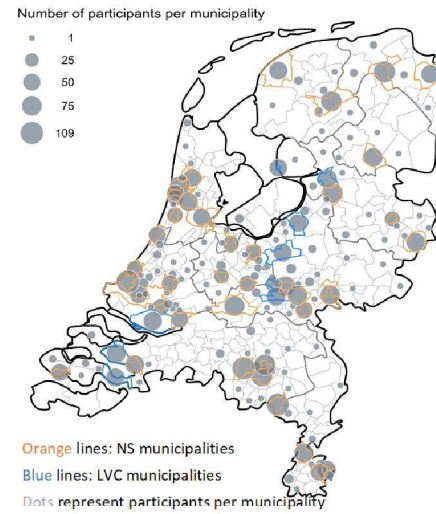 Number of participants per municipality
1
25
50
75
109
Orange lines: NS municipalities
Blue lines: LVC municipalities
Dots represent participants per municipality